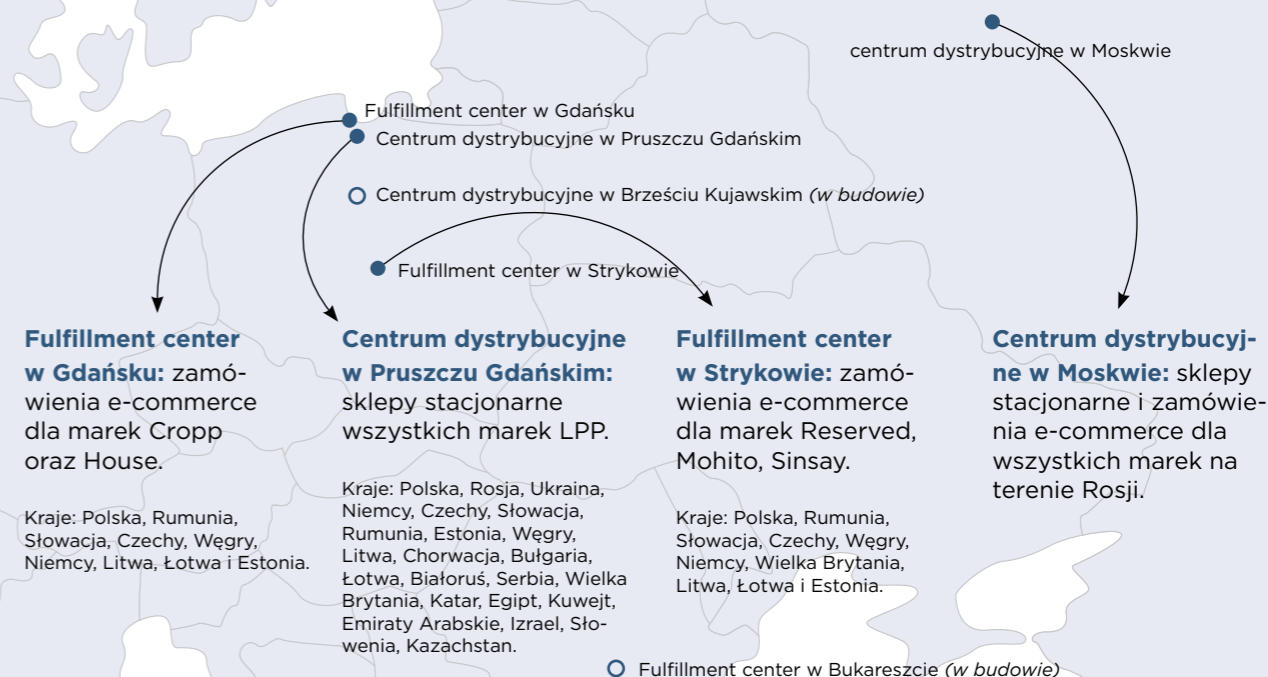 centrum dystrybucyjne w Moskwie
Fulfillment center w Gdańsku
Centrum dystrybucyjne w Pruszczu Gdańskim
Centrum dystrybucyjne w Brześciu Kujawskim (w budowie)
Fulfillment center w Strykowie
Fulfillment center
w Gdańsku: zamó-
wienia e-commerce
dla marek Cropp
oraz House.
Kraje: Polska, Rumunia,
Słowacja, Czechy, Węgry,
Niemcy, Litwa, Łotwa i Estonia.
Centrum dystrybucyjne
w Pruszczu Gdańskim:
sklepy stacjonarne
wszystkich marek LPP.
Kraje: Polska, Rosja, Ukraina,
Niemcy, Czechy, Słowacja,
Rumunia, Estonia, Węgry,
Litwa, Chorwacja, Bułgaria,
Łotwa, Białoruś, Serbia, Wielka
Brytania, Katar, Egipt, Kuwejt,
Emiraty Arabskie, Izrael, Sło-
wenia, Kazachstan.
Fulfillment center
w Strykowie: zamó-
wienia e-commerce
dla marek Reserved,
Mohito, Sinsay.
Kraje: Polska, Rumunia,
Słowacja, Czechy, Węgry,
Niemcy, Wielka Brytania,
Litwa, Łotwa i Estonia.
Centrum dystrybucyj-
ne w Moskwie: sklepy
stacjonarne i zamówie-
nia e-commerce dla
wszystkich marek na
terenie Rosji.
Fulfillment center w Bukareszcie (w budowie)